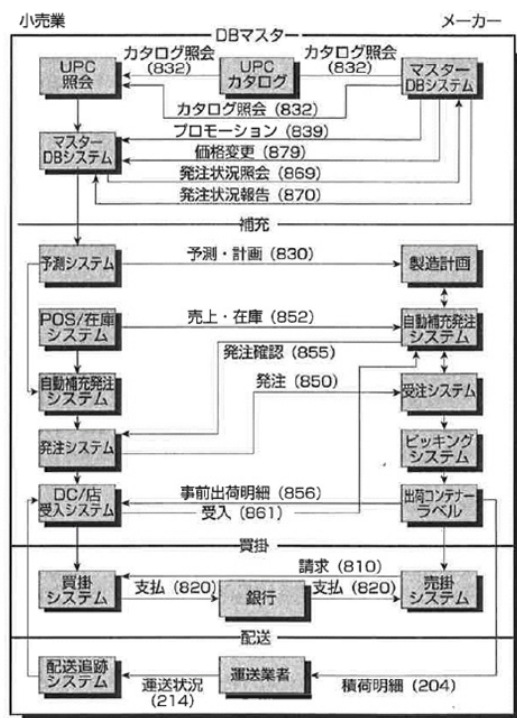 小売業
メーカー
DBマスター
UPC
照会
カタログ照会
(832)
UPC
カタログ
カタログ照会
(832)
マスター
DBシステム
カタログ照会 (832)
プロモーション (839)
マスター
DBシステム
価格変更 (879)
発注状況照会 (869)
発注状況報告 (870)
補充
予測システム
予測・計画 (830)
製造計画
POS/在庫
システム
売上・在庫 (852)
自動補充発注
システム
発注確認 (855)
自動補充発注
システム
発注 (850)
受注システム
発注システム
ピッキング
システム
DC/店
受入システム
事前出荷明細 (856)
受入 (861)
出荷コンテナー
ラベル
買掛
請求 (810)
買掛
システム
支払 (820)
銀行
支払 (820)
売掛
システム
配送
配送追跡
システム
運送状況
(214)
運送業者
積荷明細 (204)